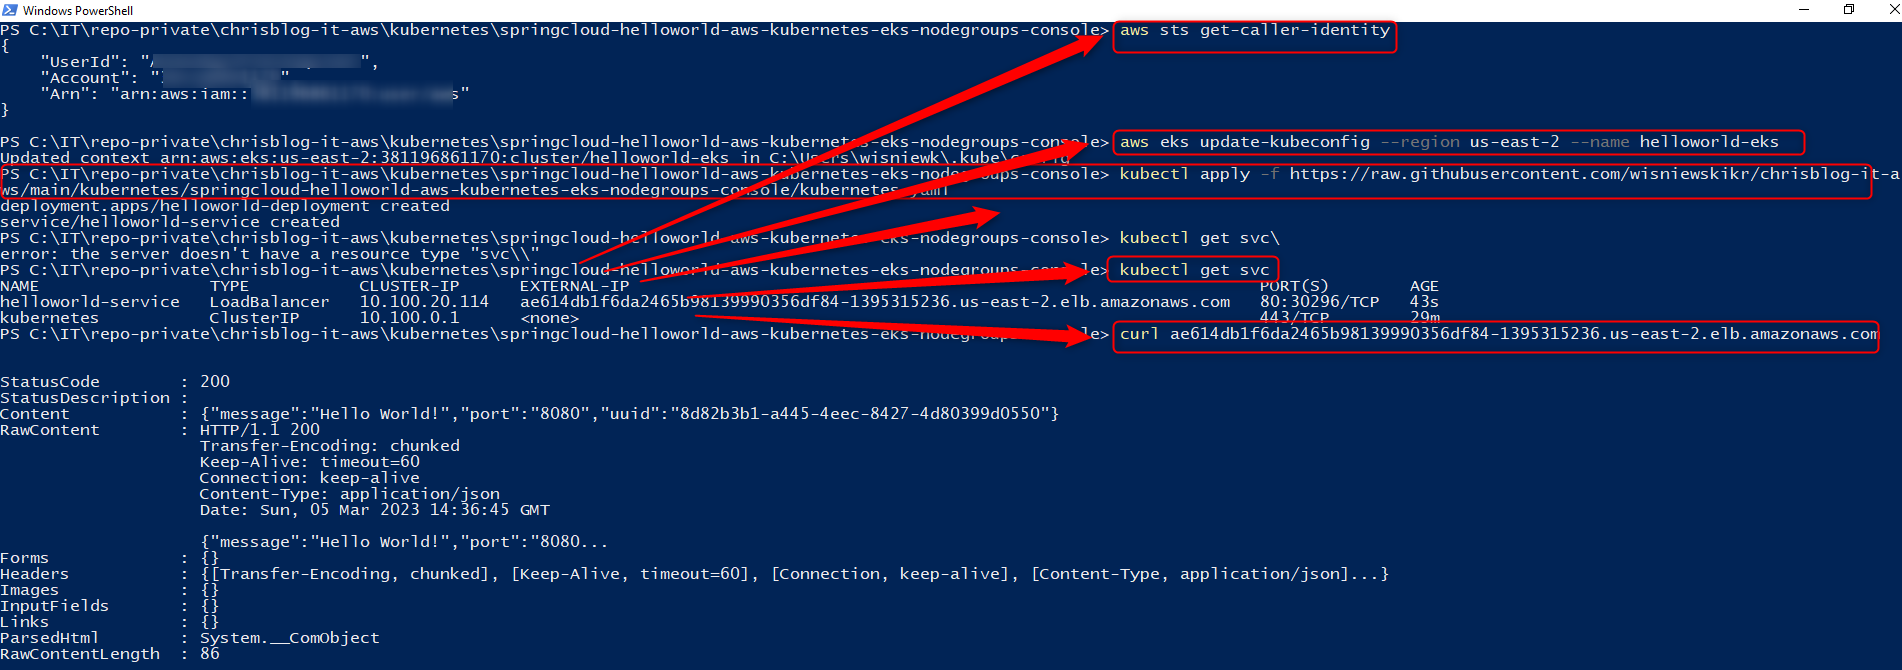 Windows PowerShell
PS C:\IT\repo-private\chrisblog-it-aws\kubernetes\springcloud-helloworld-aws-kubernetes-eks-nodegroups-console> aws sts get-caller-identity
{
    "UserId": "",
    "Account": ""
    "Arn": "arn:aws:iam:: s"
}
PS C:\IT\repo-private\chrisblog-it-aws\kubernetes\springcloud-helloworld-aws-kubernetes-eks-nodegroups-console> aws eks update-kubeconfig --region us-east-2 --name helloworld-eks
Updated context arn:aws:eks:us-east-2:381196861170:cluster/helloworld-eks in C:\Users\wisniewk\.kube\config
PS C:\IT\repo-private\chrisblog-it-aws\kubernetes\springcloud-helloworld-aws-kubernetes-eks-nodegroups-console> kubectl apply -f https://raw.githubusercontent.com/wisniewskikr/chrisblog-it-a
ws/main/kubernetes/springcloud-helloworld-aws-kubernetes-eks-nodegroups-console/kubernetes.yaml
deployment.apps/helloworld-deployment created
service/helloworld-service created
PS C:\IT\repo-private\chrisblog-it-aws\kubernetes\springcloud-helloworld-aws-kubernetes-eks-nodegroups-console> kubectl get svc\
error: the server doesn't have a resource type "svc\\"
PS C:\IT\repo-private\chrisblog-it-aws\kubernetes\springcloud-helloworld-aws-kubernetes-eks-nodegroups-console> kubectl get svc
NAME                 TYPE           CLUSTER-IP      EXTERNAL-IP                                                               PORT(S)        AGE
helloworld-service   LoadBalancer   10.100.20.114   ae614db1f6da2465b98139990356df84-1395315236.us-east-2.elb.amazonaws.com   80:30296/TCP   43s
kubernetes           ClusterIP      10.100.0.1      <none>                                                                    443/TCP        29m
PS C:\IT\repo-private\chrisblog-it-aws\kubernetes\springcloud-helloworld-aws-kubernetes-eks-nodegroups-console> curl ae614db1f6da2465b98139990356df84-1395315236.us-east-2.elb.amazonaws.com
StatusCode        : 200
StatusDescription :
Content           : {"message":"Hello World!","port":"8080","uuid":"8d82b3b1-a445-4eec-8427-4d80399d0550"}
RawContent        : HTTP/1.1 200
                    Transfer-Encoding: chunked
                    Keep-Alive: timeout=60
                    Connection: keep-alive
                    Content-Type: application/json
                    Date: Sun, 05 Mar 2023 14:36:45 GMT
                    {"message":"Hello World!","port":"8080...
Forms             : {}
Headers           : {[Transfer-Encoding, chunked], [Keep-Alive, timeout=60], [Connection, keep-alive], [Content-Type, application/json]...}
Images            : {}
InputFields       : {}
Links             : {}
ParsedHtml        : System.__ComObject
RawContentLength  : 86